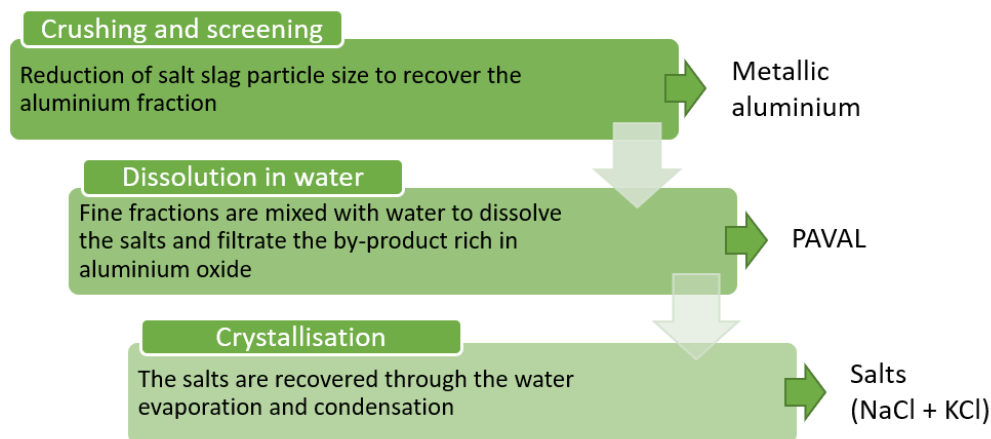 Crushing and screening
Reduction of salt slag particle size to recover the
aluminium fraction
Metallic
aluminium
Dissolution in water
Fine fractions are mixed with water to dissolve
the salts and filtrate the by-product rich in
aluminium oxide
PAVAL
Crystallisation
The salts are recovered through the water
evaporation and condensation
Salts
(NaCl + KCl)